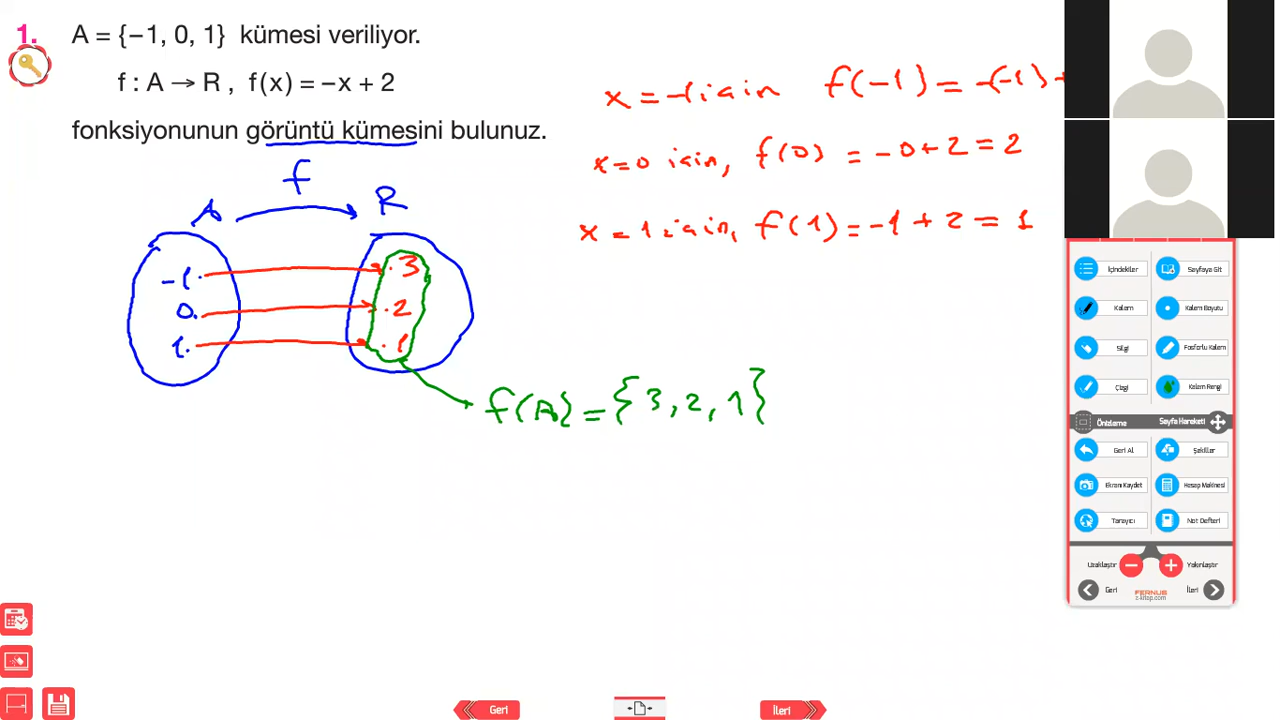 1. A = {−1, 0, 1} kümesi veriliyor.
f : A → R , f(x) = −x + 2
fonksiyonunun görüntü kümesini bulunuz.
x = -1 için f(-1) = -(-1) +
x=0 için, f(0) = -0+2 = 2
x = 1 için, f(1) = -1 + 2 = 1
f
A R
-1 . 3
0 . 2
1 . 1
f(A) = {3, 2, 1}
İçindekiler Sayfaya Git
Kalem Kalem Boyutu
Silgi Fosforlu Kalem
Çizgi Kalem Rengi
Önizleme Sayfa Hareketi
Geri Al Şekiller
Ekranı Kaydet Hesap Makinesi
Tarayıcı Not Defteri
Uzaklaştır Yakınlaştır
Geri FERNUS İleri
z-kitap.com
Geri İleri